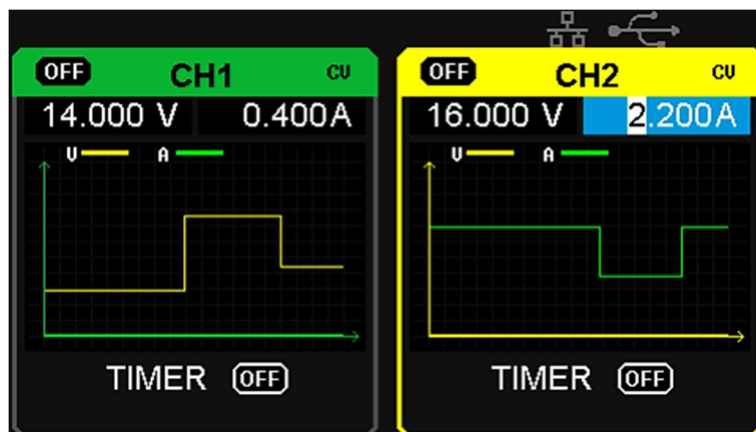 OFF CH1 CV
14.000 V 0.400A
V A
TIMER OFF
OFF CH2 CV
16.000 V 2.200A
V A
TIMER OFF